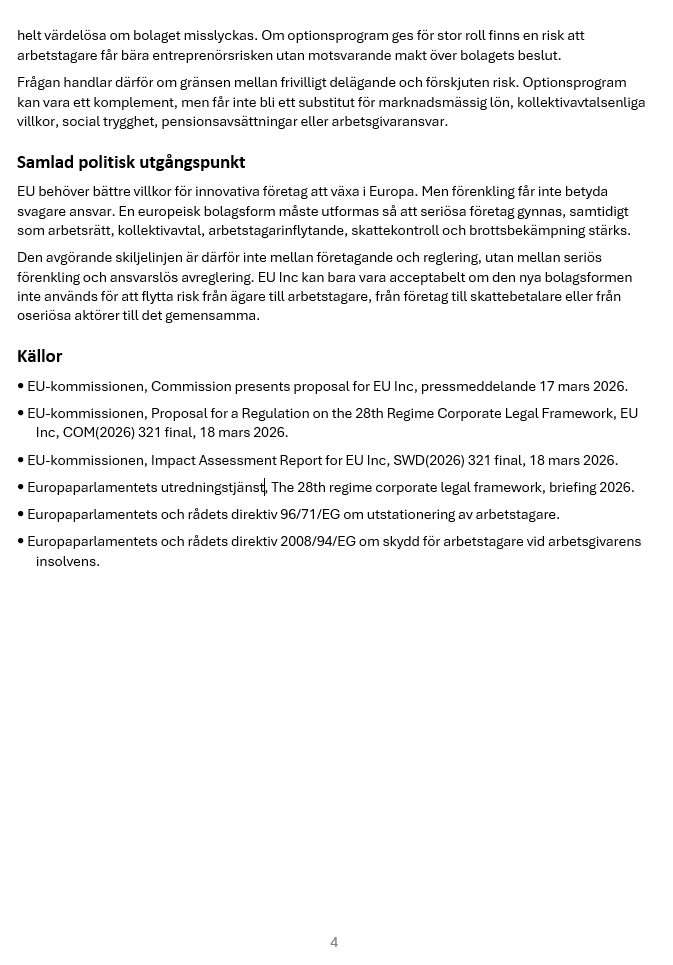 helt värdelösa om bolaget misslyckas. Om optionsprogram ges för stor roll finns en risk att
arbetstagare får bära entreprenörsrisken utan motsvarande makt över bolagets beslut.
Frågan handlar därför om gränsen mellan frivilligt delägande och förskjuten risk. Optionsprogram
kan vara ett komplement, men får inte bli ett substitut för marknadsmässig lön, kollektivavtalsenliga
villkor, social trygghet, pensionsavsättningar eller arbetsgivaransvar.
Samlad politisk utgångspunkt
EU behöver bättre villkor för innovativa företag att växa i Europa. Men förenkling får inte betyda
svagare ansvar. En europeisk bolagsform måste utformas så att seriösa företag gynnas, samtidigt
som arbetsrätt, kollektivavtal, arbetstagarinflytande, skattekontroll och brottsbekämpning stärks.
Den avgörande skiljelinjen är därför inte mellan företagande och reglering, utan mellan seriös
förenkling och ansvarslös avreglering. EU Inc kan bara vara acceptabelt om den nya bolagsformen
inte används för att flytta risk från ägare till arbetstagare, från företag till skattebetalare eller från
oseriösa aktörer till det gemensamma.
Källor
• EU-kommissionen, Commission presents proposal for EU Inc, pressmeddelande 17 mars 2026.
• EU-kommissionen, Proposal for a Regulation on the 28th Regime Corporate Legal Framework, EU
Inc, COM(2026) 321 final, 18 mars 2026.
• EU-kommissionen, Impact Assessment Report for EU Inc, SWD(2026) 321 final, 18 mars 2026.
• Europaparlamentets utredningstjänst, The 28th regime corporate legal framework, briefing 2026.
• Europaparlamentets och rådets direktiv 96/71/EG om utstationering av arbetstagare.
• Europaparlamentets och rådets direktiv 2008/94/EG om skydd för arbetstagare vid arbetsgivarens
insolvens.
4